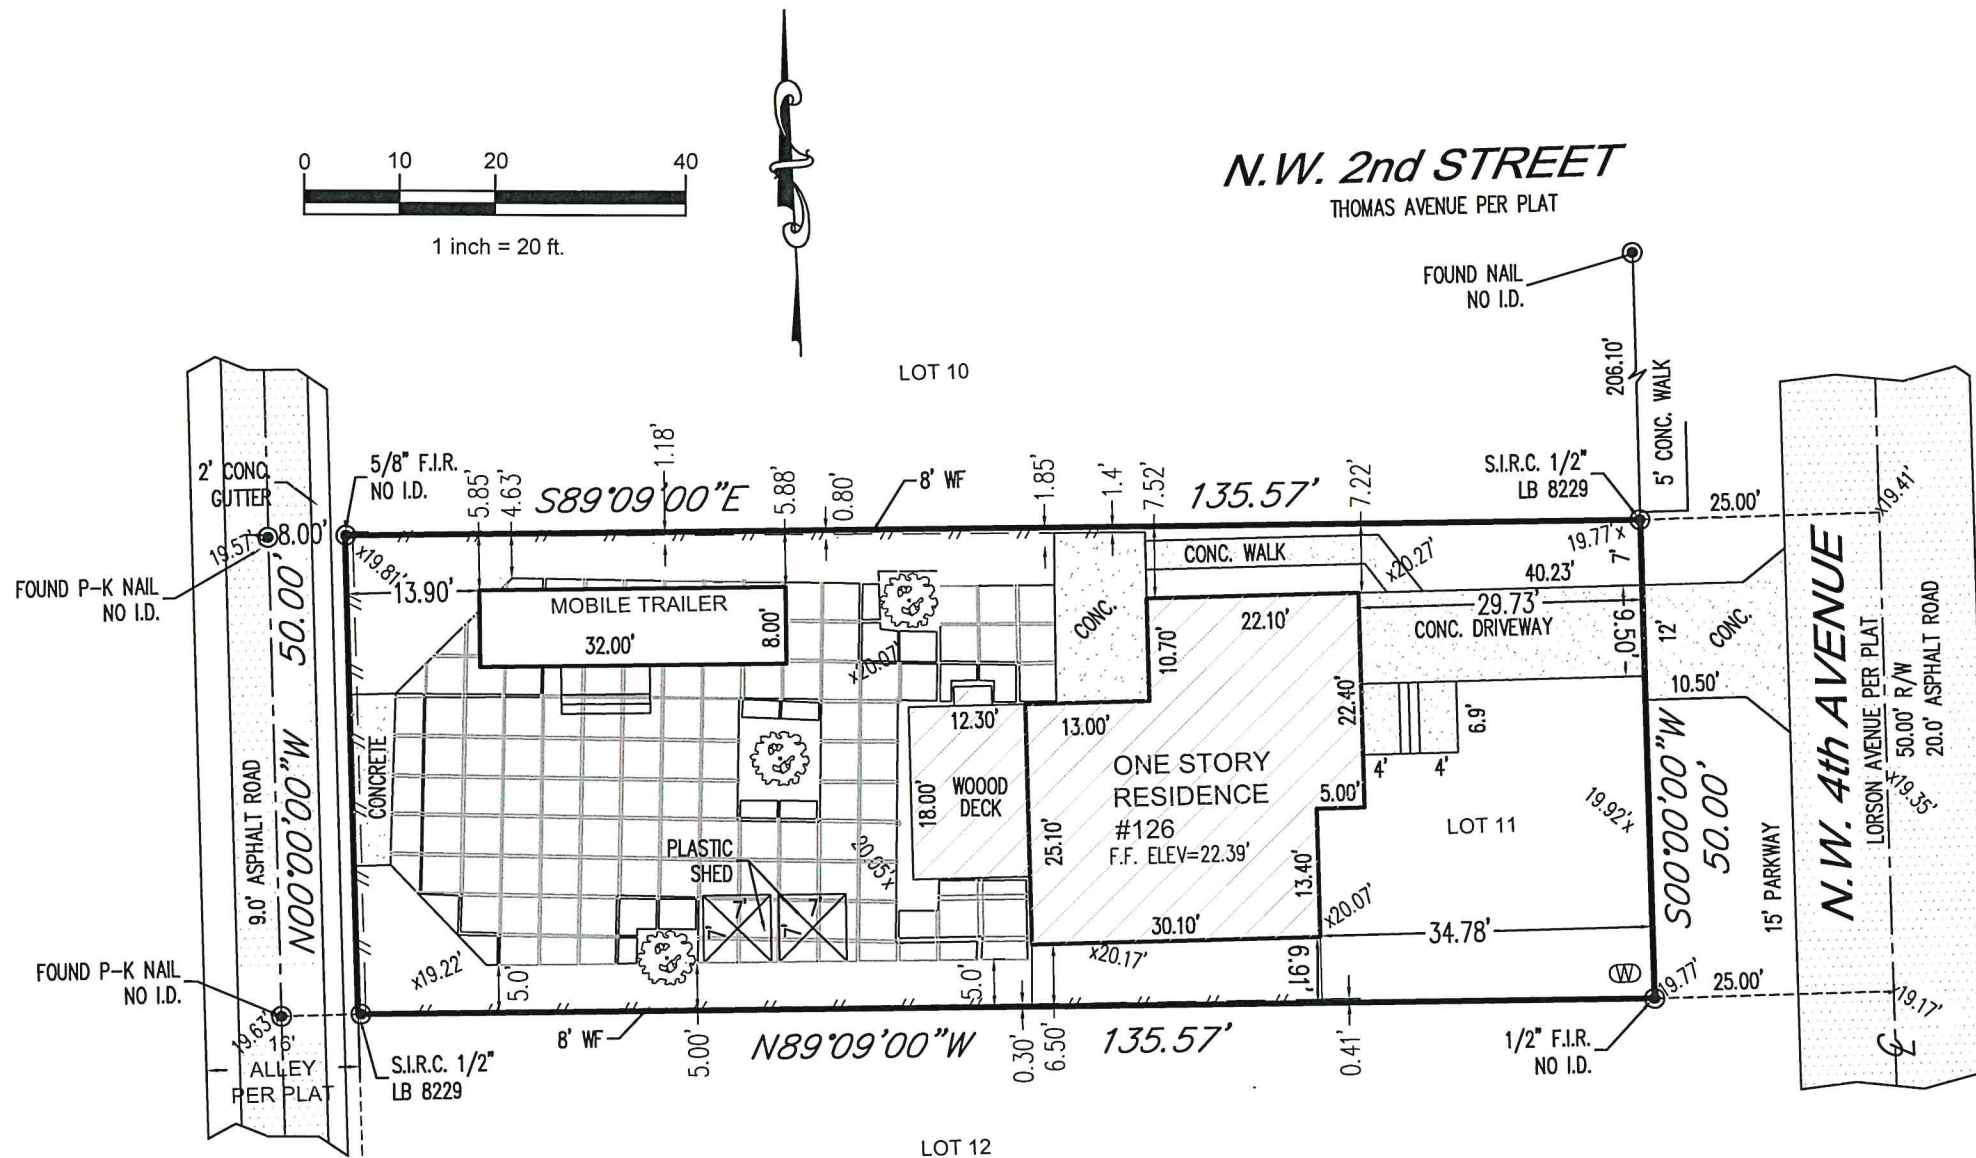 0 10 20 40
1 inch = 20 ft.
N.W. 2nd STREET
THOMAS AVENUE PER PLAT
FOUND NAIL
NO I.D.
206.10'
5' CONC. WALK
LOT 10
2' CONC.
GUTTER
5/8" F.I.R.
NO I.D.
5.85'
4.63'
S89°09'00"E
1.18'
5.88'
0.80'
8' WF
1.85'
1.4'
7.52'
135.57'
7.22'
S.I.R.C. 1/2"
LB 8229
25.00'
x19.41'
19.57'
8.00'
FOUND P-K NAIL
NO I.D.
x19.81'
13.90'
MOBILE TRAILER
32.00'
8.00'
x20.07'
CONC.
CONC. WALK
x20.27'
19.77'x
7'
40.23'
29.73'
CONC. DRIVEWAY
9.50'
12'
CONC.
10.50'
22.10'
10.70'
22.40'
6.9'
4'
4'
12.30'
13.00'
WOOOD
DECK
18.00'
25.10'
ONE STORY
RESIDENCE
#126
F.F. ELEV=22.39'
5.00'
13.40'
30.10'
LOT 11
19.92'x
x20.07'
34.78'
x20.17'
6.91'
W
19.77'
N00°00'00"W
50.00'
9.0' ASPHALT ROAD
CONCRETE
PLASTIC
SHED
7'
7'
7'
7'
20.05'x
x19.22'
5.0'
5.0'
S00°00'00"W
50.00'
15' PARKWAY
N.W. 4th AVENUE
LORSON AVENUE PER PLAT
50.00' R/W
20.0' ASPHALT ROAD
x19.35'
25.00'
x19.17'
FOUND P-K NAIL
NO I.D.
19.63'
16'
ALLEY
PER PLAT
S.I.R.C. 1/2"
LB 8229
8' WF
5.00'
N89°09'00"W
0.30'
6.50'
135.57'
0.41'
1/2" F.I.R.
NO I.D.
LOT 12